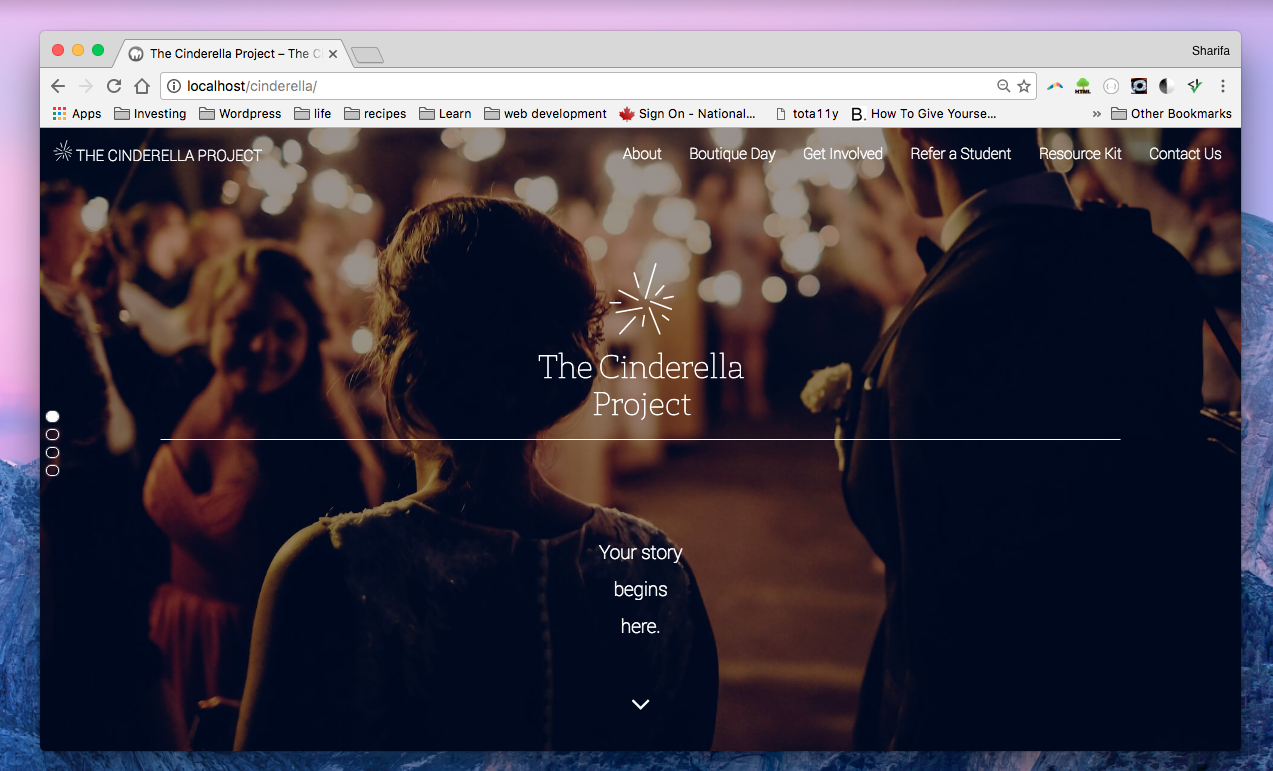 The Cinderella Project – The C
Sharifa
localhost/cinderella/
Apps Investing Wordpress life recipes Learn web development Sign On - National... tota11y B. How To Give Yourse... » Other Bookmarks
THE CINDERELLA PROJECT About Boutique Day Get Involved Refer a Student Resource Kit Contact Us
The Cinderella
Project
Your story
begins
here.